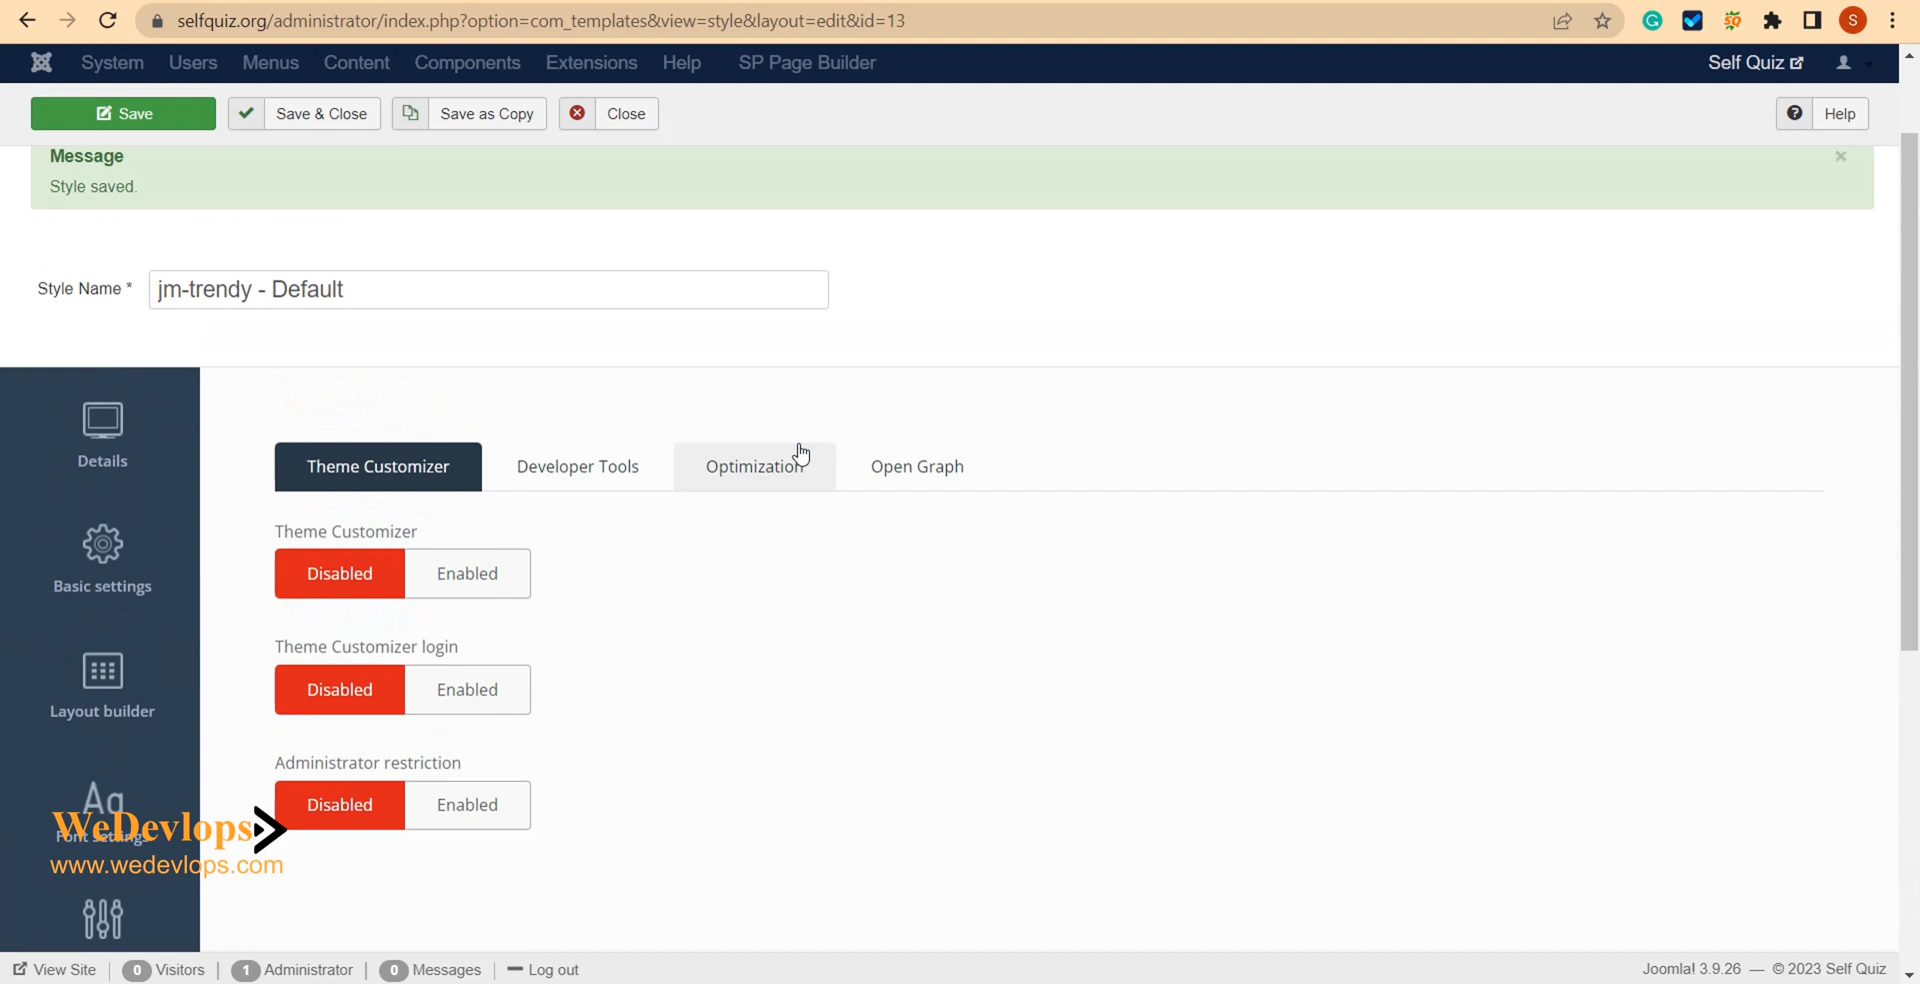 selfquiz.org/administrator/index.php?option=com_templates&view=style&layout=edit&id=13
S
System Users Menus Content Components Extensions Help SP Page Builder Self Quiz
Save Save & Close Save as Copy Close Help
Message
Style saved.
Style Name * jm-trendy - Default
Details
Theme Customizer Developer Tools Optimization Open Graph
Theme Customizer
Disabled Enabled
Basic settings
Theme Customizer login
Disabled Enabled
Layout builder
Administrator restriction
Disabled Enabled
Aa
Font settings
WeDevlops
www.wedevlops.com
View Site 0 Visitors 1 Administrator 0 Messages Log out Joomla! 3.9.26 — © 2023 Self Quiz